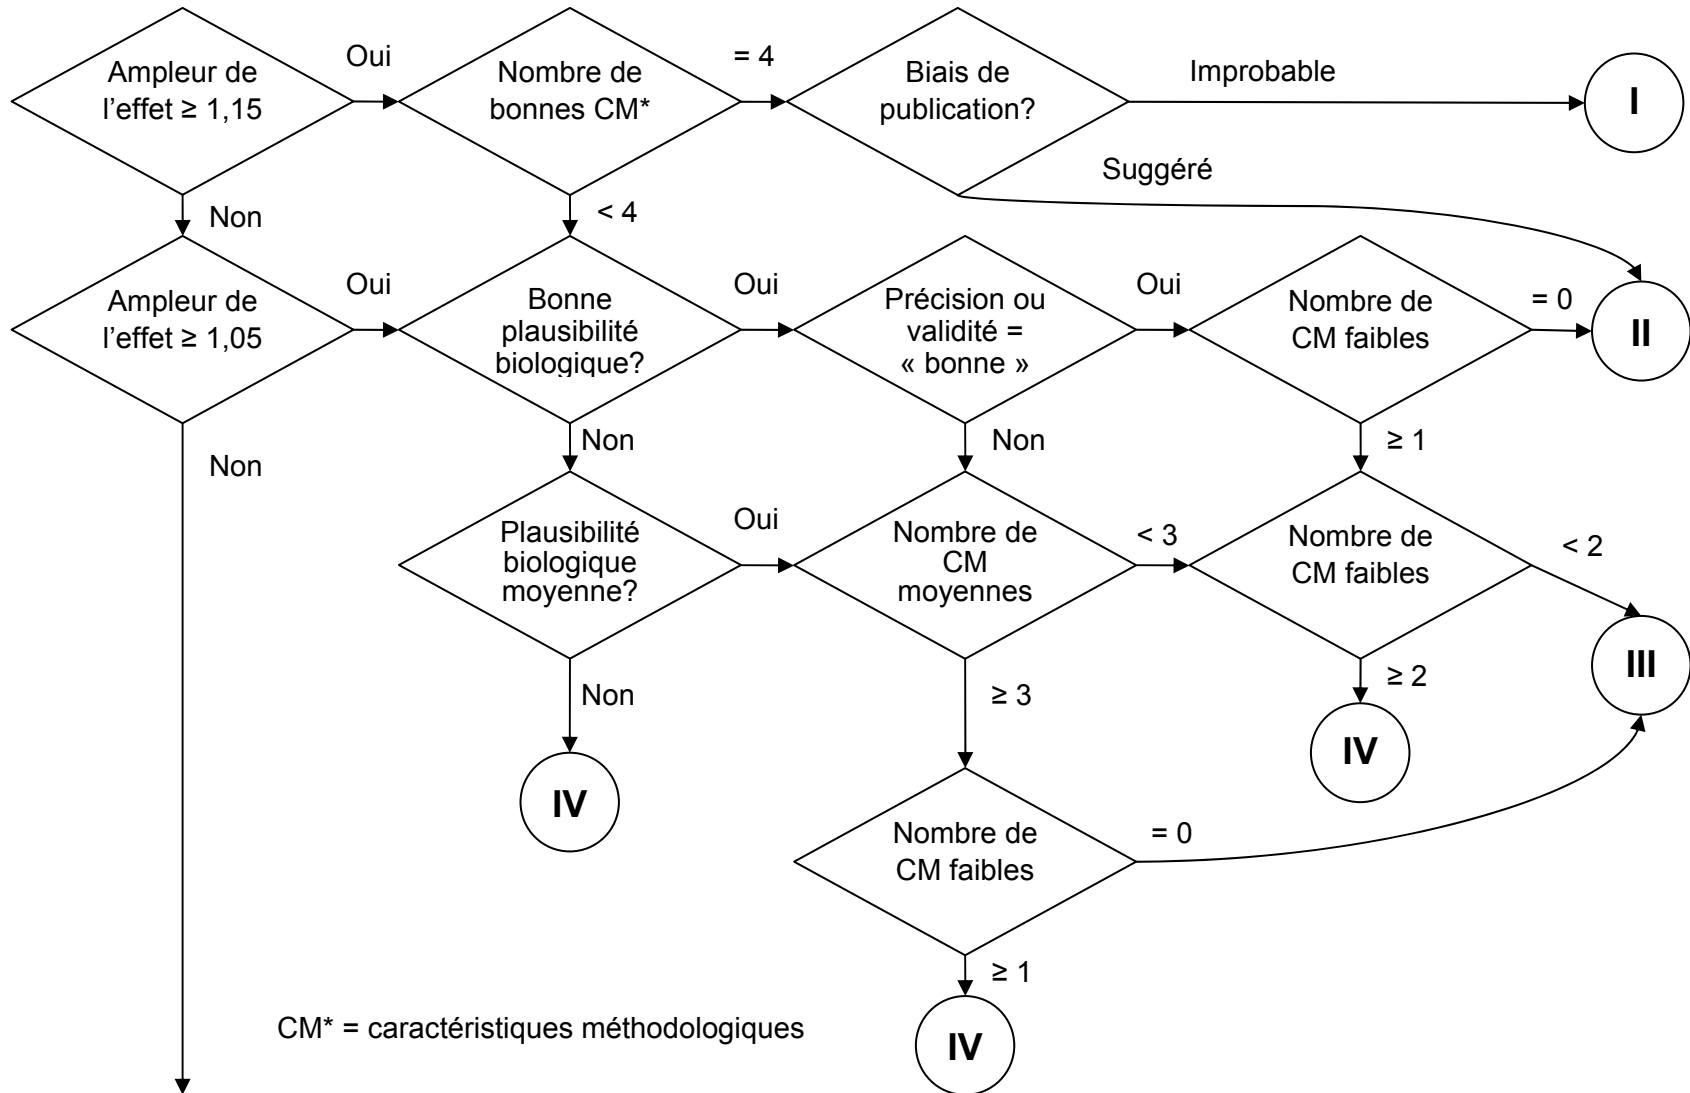 Ampleur de
l'effet ≥ 1,15
Oui
Nombre de
bonnes CM*
= 4
Biais de
publication?
Improbable
I
Suggéré
Non
< 4
Ampleur de
l'effet ≥ 1,05
Oui
Bonne
plausibilité
biologique?
Oui
Précision ou
validité =
« bonne »
Oui
Nombre de
CM faibles
= 0
II
Non
Non
Non
≥ 1
Plausibilité
biologique
moyenne?
Oui
Nombre de
CM
moyennes
< 3
Nombre de
CM faibles
< 2
III
Non
≥ 3
≥ 2
IV
IV
Nombre de
CM faibles
= 0
≥ 1
CM* = caractéristiques méthodologiques
IV